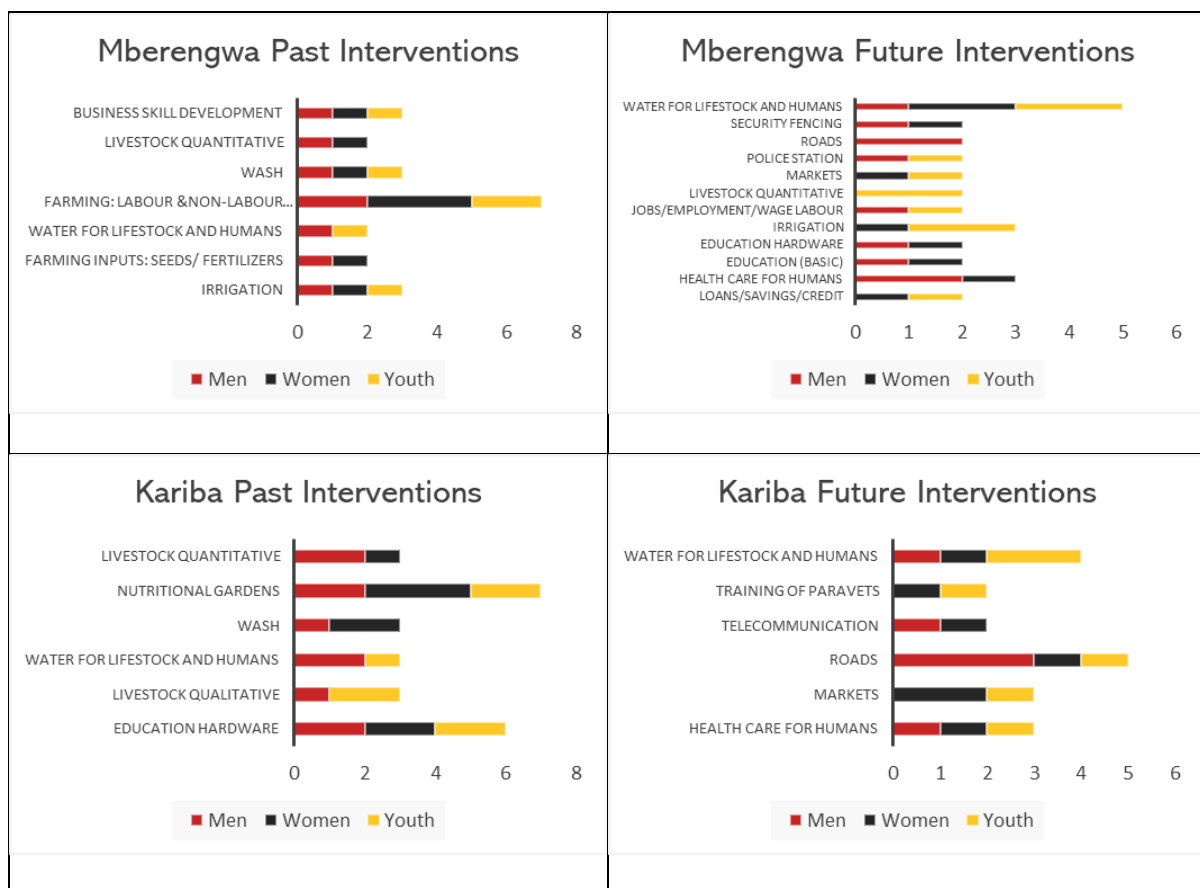 Mberengwa Past Interventions
BUSINESS SKILL DEVELOPMENT
LIVESTOCK QUANTITATIVE
WASH
FARMING: LABOUR &NON-LABOUR...
WATER FOR LIFESTOCK AND HUMANS
FARMING INPUTS: SEEDS/ FERTILIZERS
IRRIGATION
0 2 4 6 8
Men Women Youth
Mberengwa Future Interventions
WATER FOR LIFESTOCK AND HUMANS
SECURITY FENCING
ROADS
POLICE STATION
MARKETS
LIVESTOCK QUANTITATIVE
JOBS/EMPLOYMENT/WAGE LABOUR
IRRIGATION
EDUCATION HARDWARE
EDUCATION (BASIC)
HEALTH CARE FOR HUMANS
LOANS/SAVINGS/CREDIT
0 1 2 3 4 5 6
Men Women Youth
Kariba Past Interventions
LIVESTOCK QUANTITATIVE
NUTRITIONAL GARDENS
WASH
WATER FOR LIFESTOCK AND HUMANS
LIVESTOCK QUALITATIVE
EDUCATION HARDWARE
0 2 4 6 8
Men Women Youth
Kariba Future Interventions
WATER FOR LIFESTOCK AND HUMANS
TRAINING OF PARAVETS
TELECOMMUNICATION
ROADS
MARKETS
HEALTH CARE FOR HUMANS
0 1 2 3 4 5 6
Men Women Youth